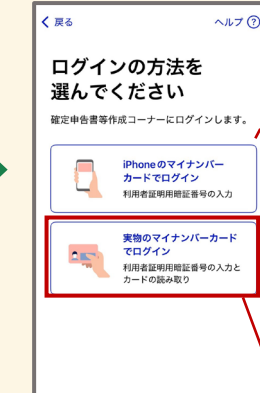 戻る
ヘルプ ?
ログインの方法を
選んでください
確定申告書等作成コーナーにログインします。
iPhoneのマイナンバー
カードでログイン
利用者証明用暗証番号の入力
実物のマイナンバーカード
でログイン
利用者証明用暗証番号の入力と
カードの読み取り